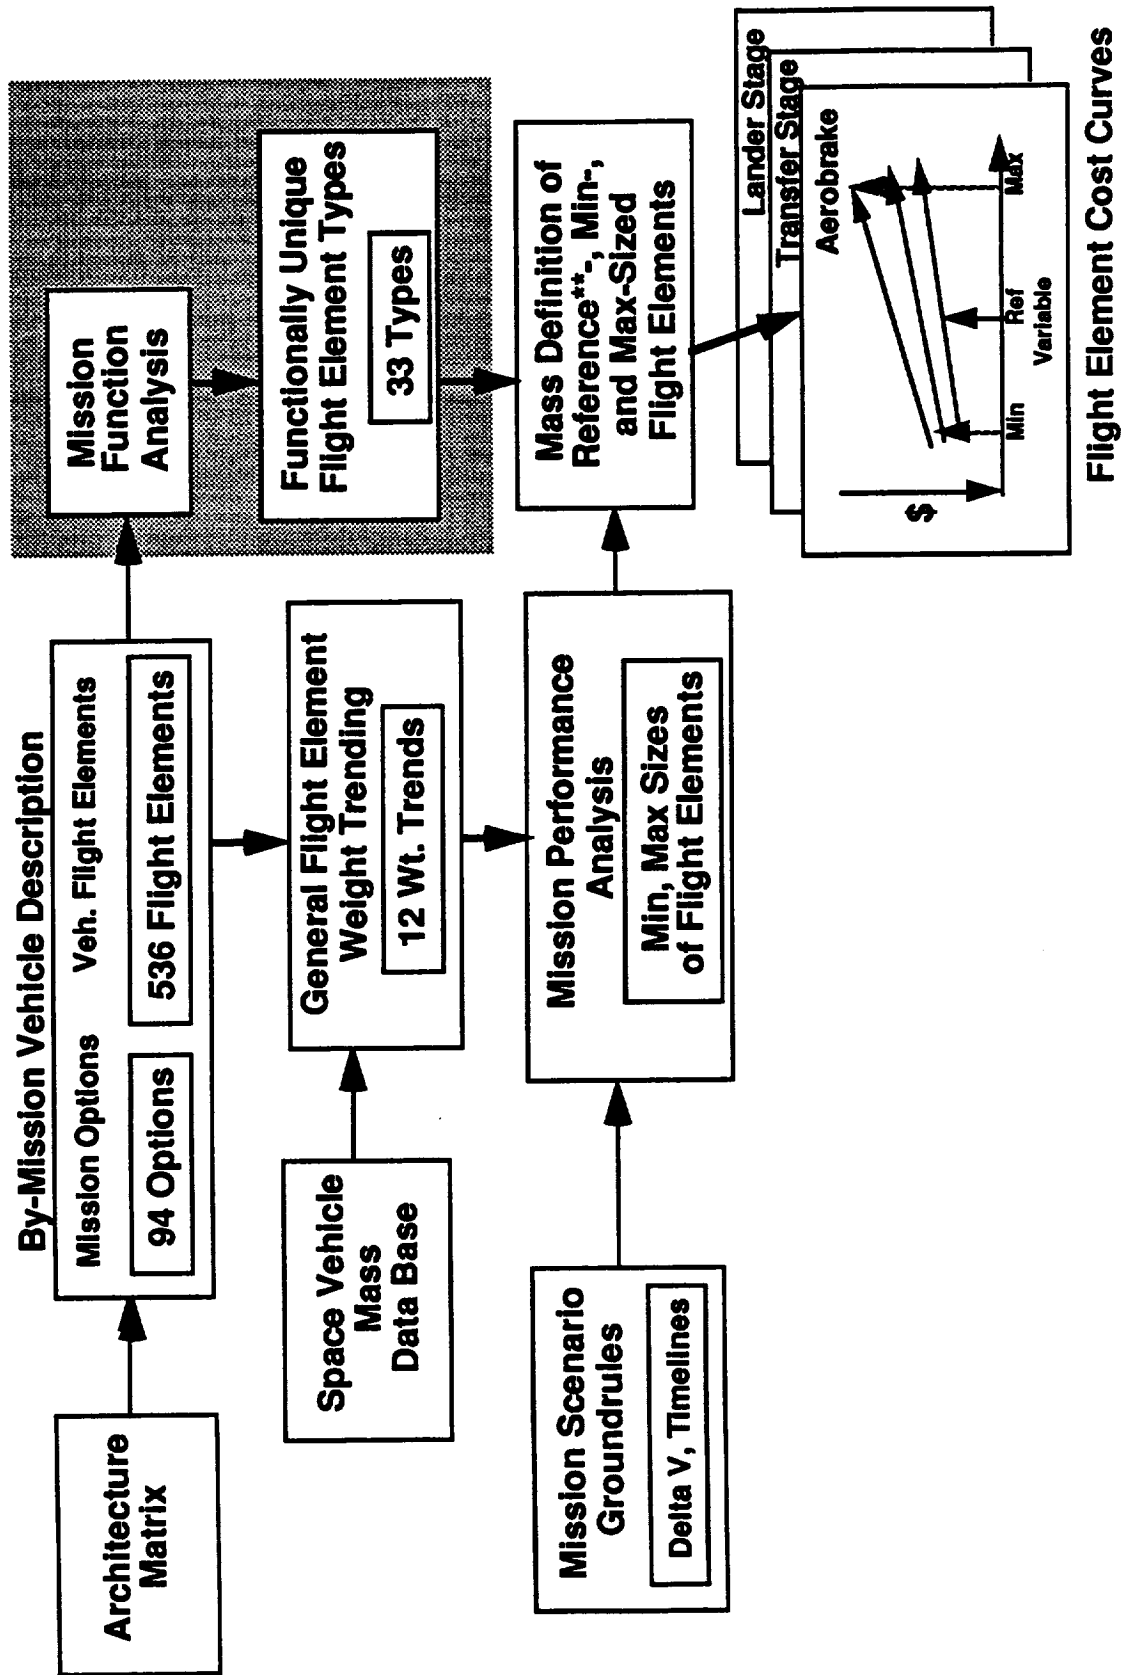 By-Mission Vehicle Description
Architecture
Matrix
Mission Options
94 Options
Veh. Flight Elements
536 Flight Elements
Mission
Function
Analysis
Space Vehicle
Mass
Data Base
General Flight Element
Weight Trending
12 Wt. Trends
Functionally Unique
Flight Element Types
33 Types
Mission Scenario
Groundrules
Delta V, Timelines
Mission Performance
Analysis
Min, Max Sizes
of Flight Elements
Mass Definition of
Reference**-, Min-,
and Max-Sized
Flight Elements
Lander Stage
Transfer Stage
Aerobrake
$
Min
Ref
Max
Variable
Flight Element Cost Curves